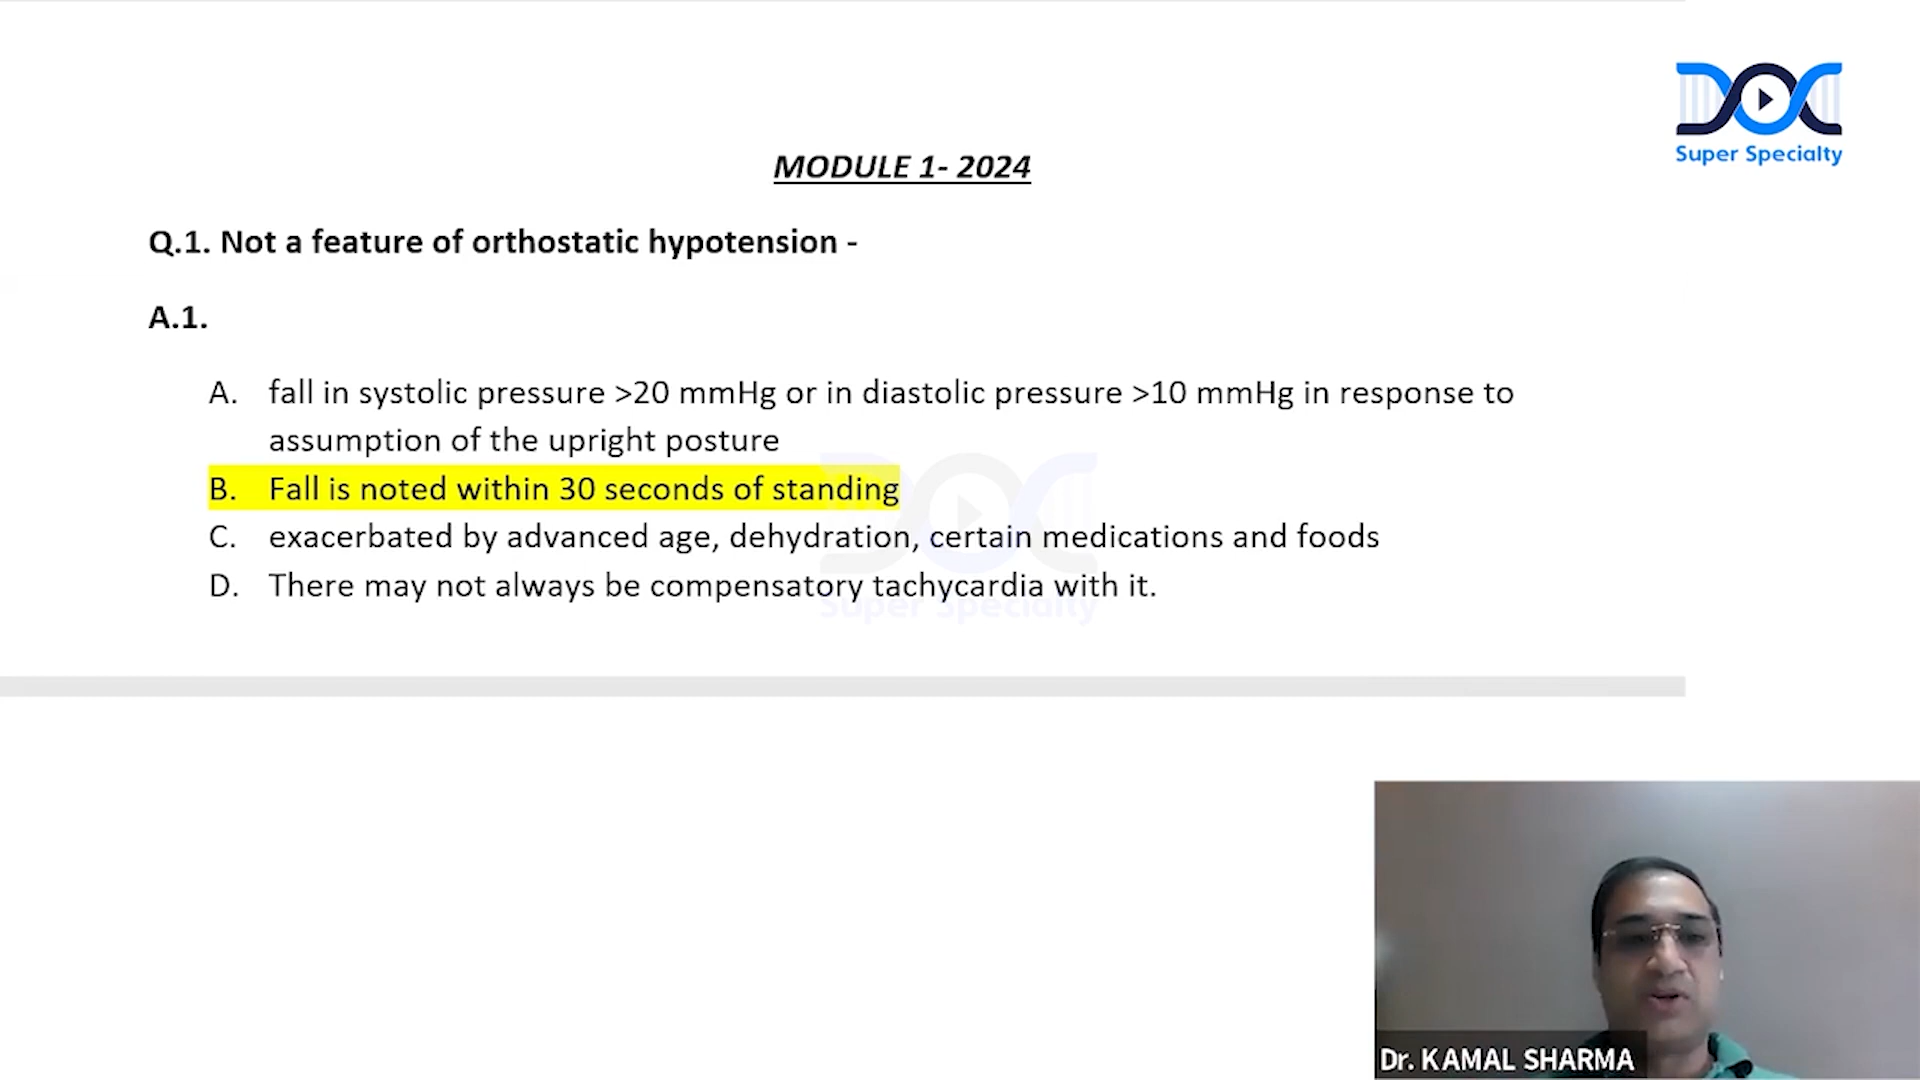 DOC
Super Specialty
MODULE 1- 2024
Q.1. Not a feature of orthostatic hypotension -
A.1.
A. fall in systolic pressure >20 mmHg or in diastolic pressure >10 mmHg in response to
assumption of the upright posture
B. Fall is noted within 30 seconds of standing
C. exacerbated by advanced age, dehydration, certain medications and foods
D. There may not always be compensatory tachycardia with it.
Super Specialty
Dr. KAMAL SHARMA